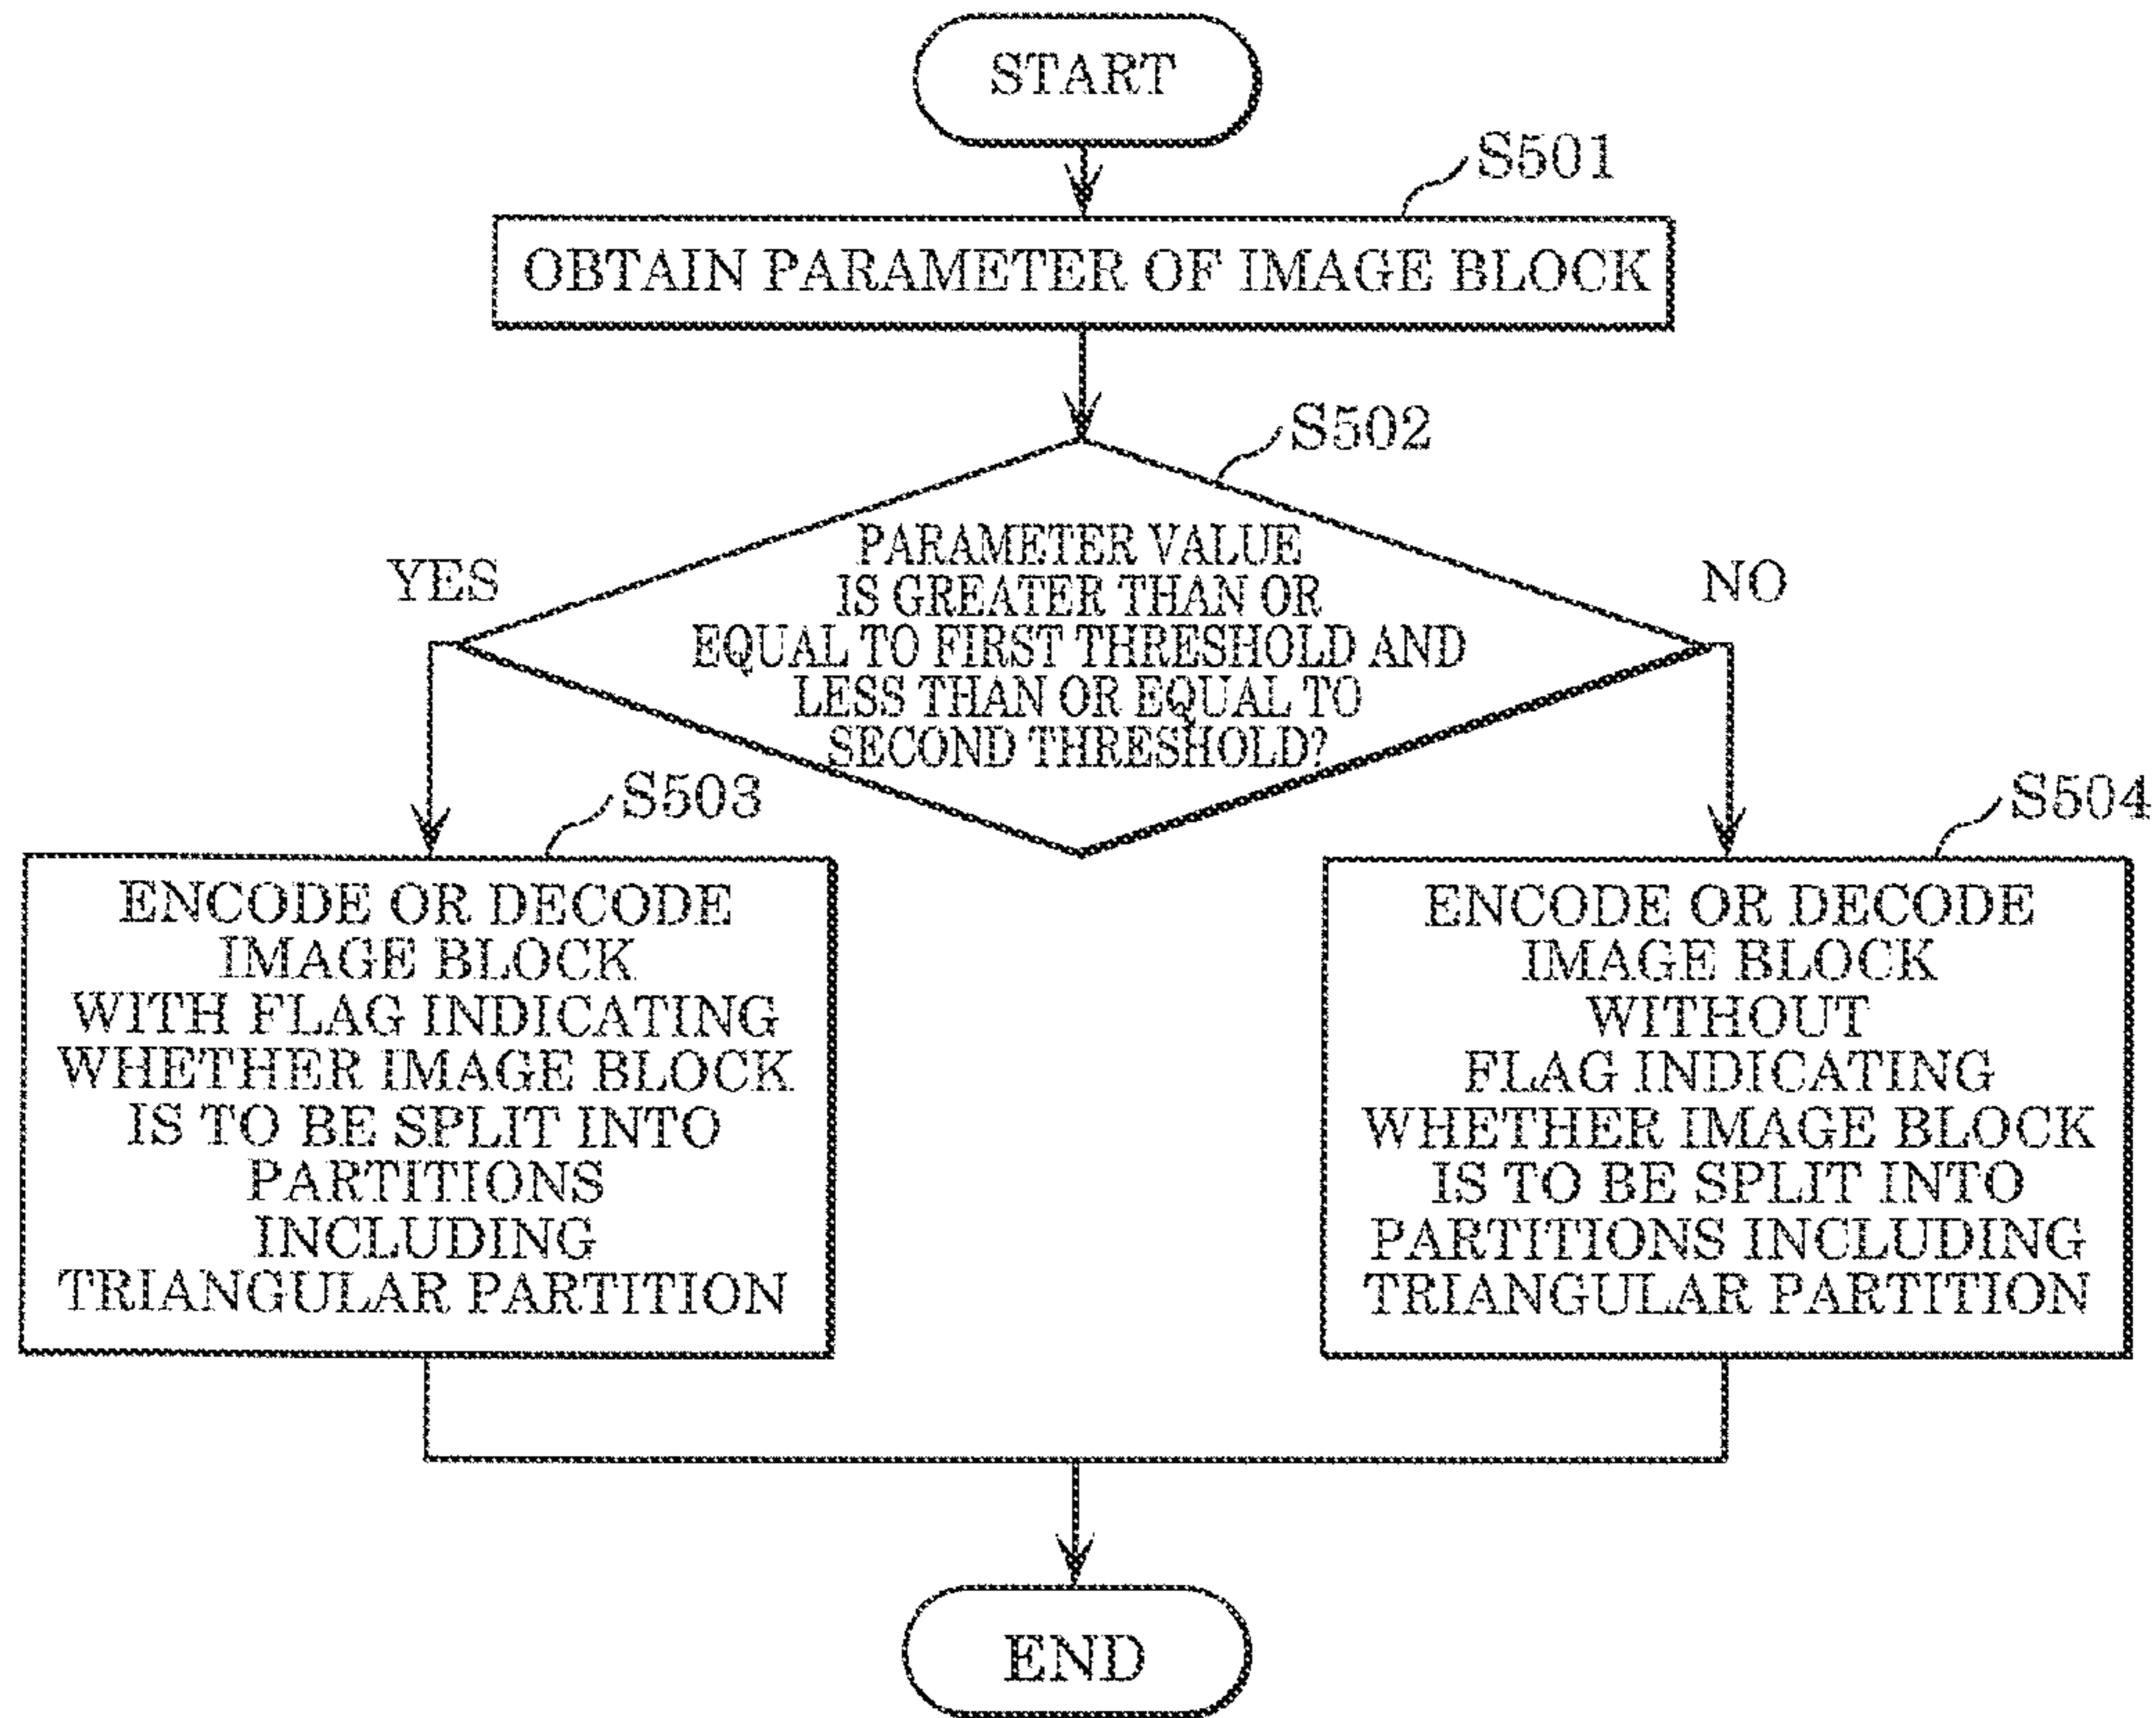 START
S501
OBTAIN PARAMETER OF IMAGE BLOCK
S502
PARAMETER VALUE
IS GREATER THAN OR
EQUAL TO FIRST THRESHOLD AND
LESS THAN OR EQUAL TO
SECOND THRESHOLD?
YES
NO
S503
ENCODE OR DECODE
IMAGE BLOCK
WITH FLAG INDICATING
WHETHER IMAGE BLOCK
IS TO BE SPLIT INTO
PARTITIONS
INCLUDING
TRIANGULAR PARTITION
S504
ENCODE OR DECODE
IMAGE BLOCK
WITHOUT
FLAG INDICATING
WHETHER IMAGE BLOCK
IS TO BE SPLIT INTO
PARTITIONS INCLUDING
TRIANGULAR PARTITION
END